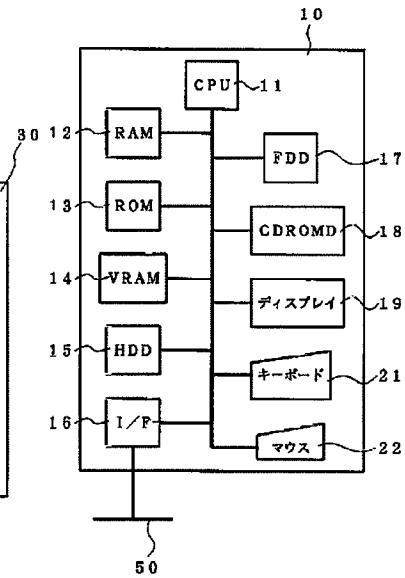 10
CPU 11
30
12 RAM
FDD 17
13 ROM
CDROMD 18
14 VRAM
ディスプレイ 19
15 HDD
キーボード 21
16 I/F
マウス 22
50